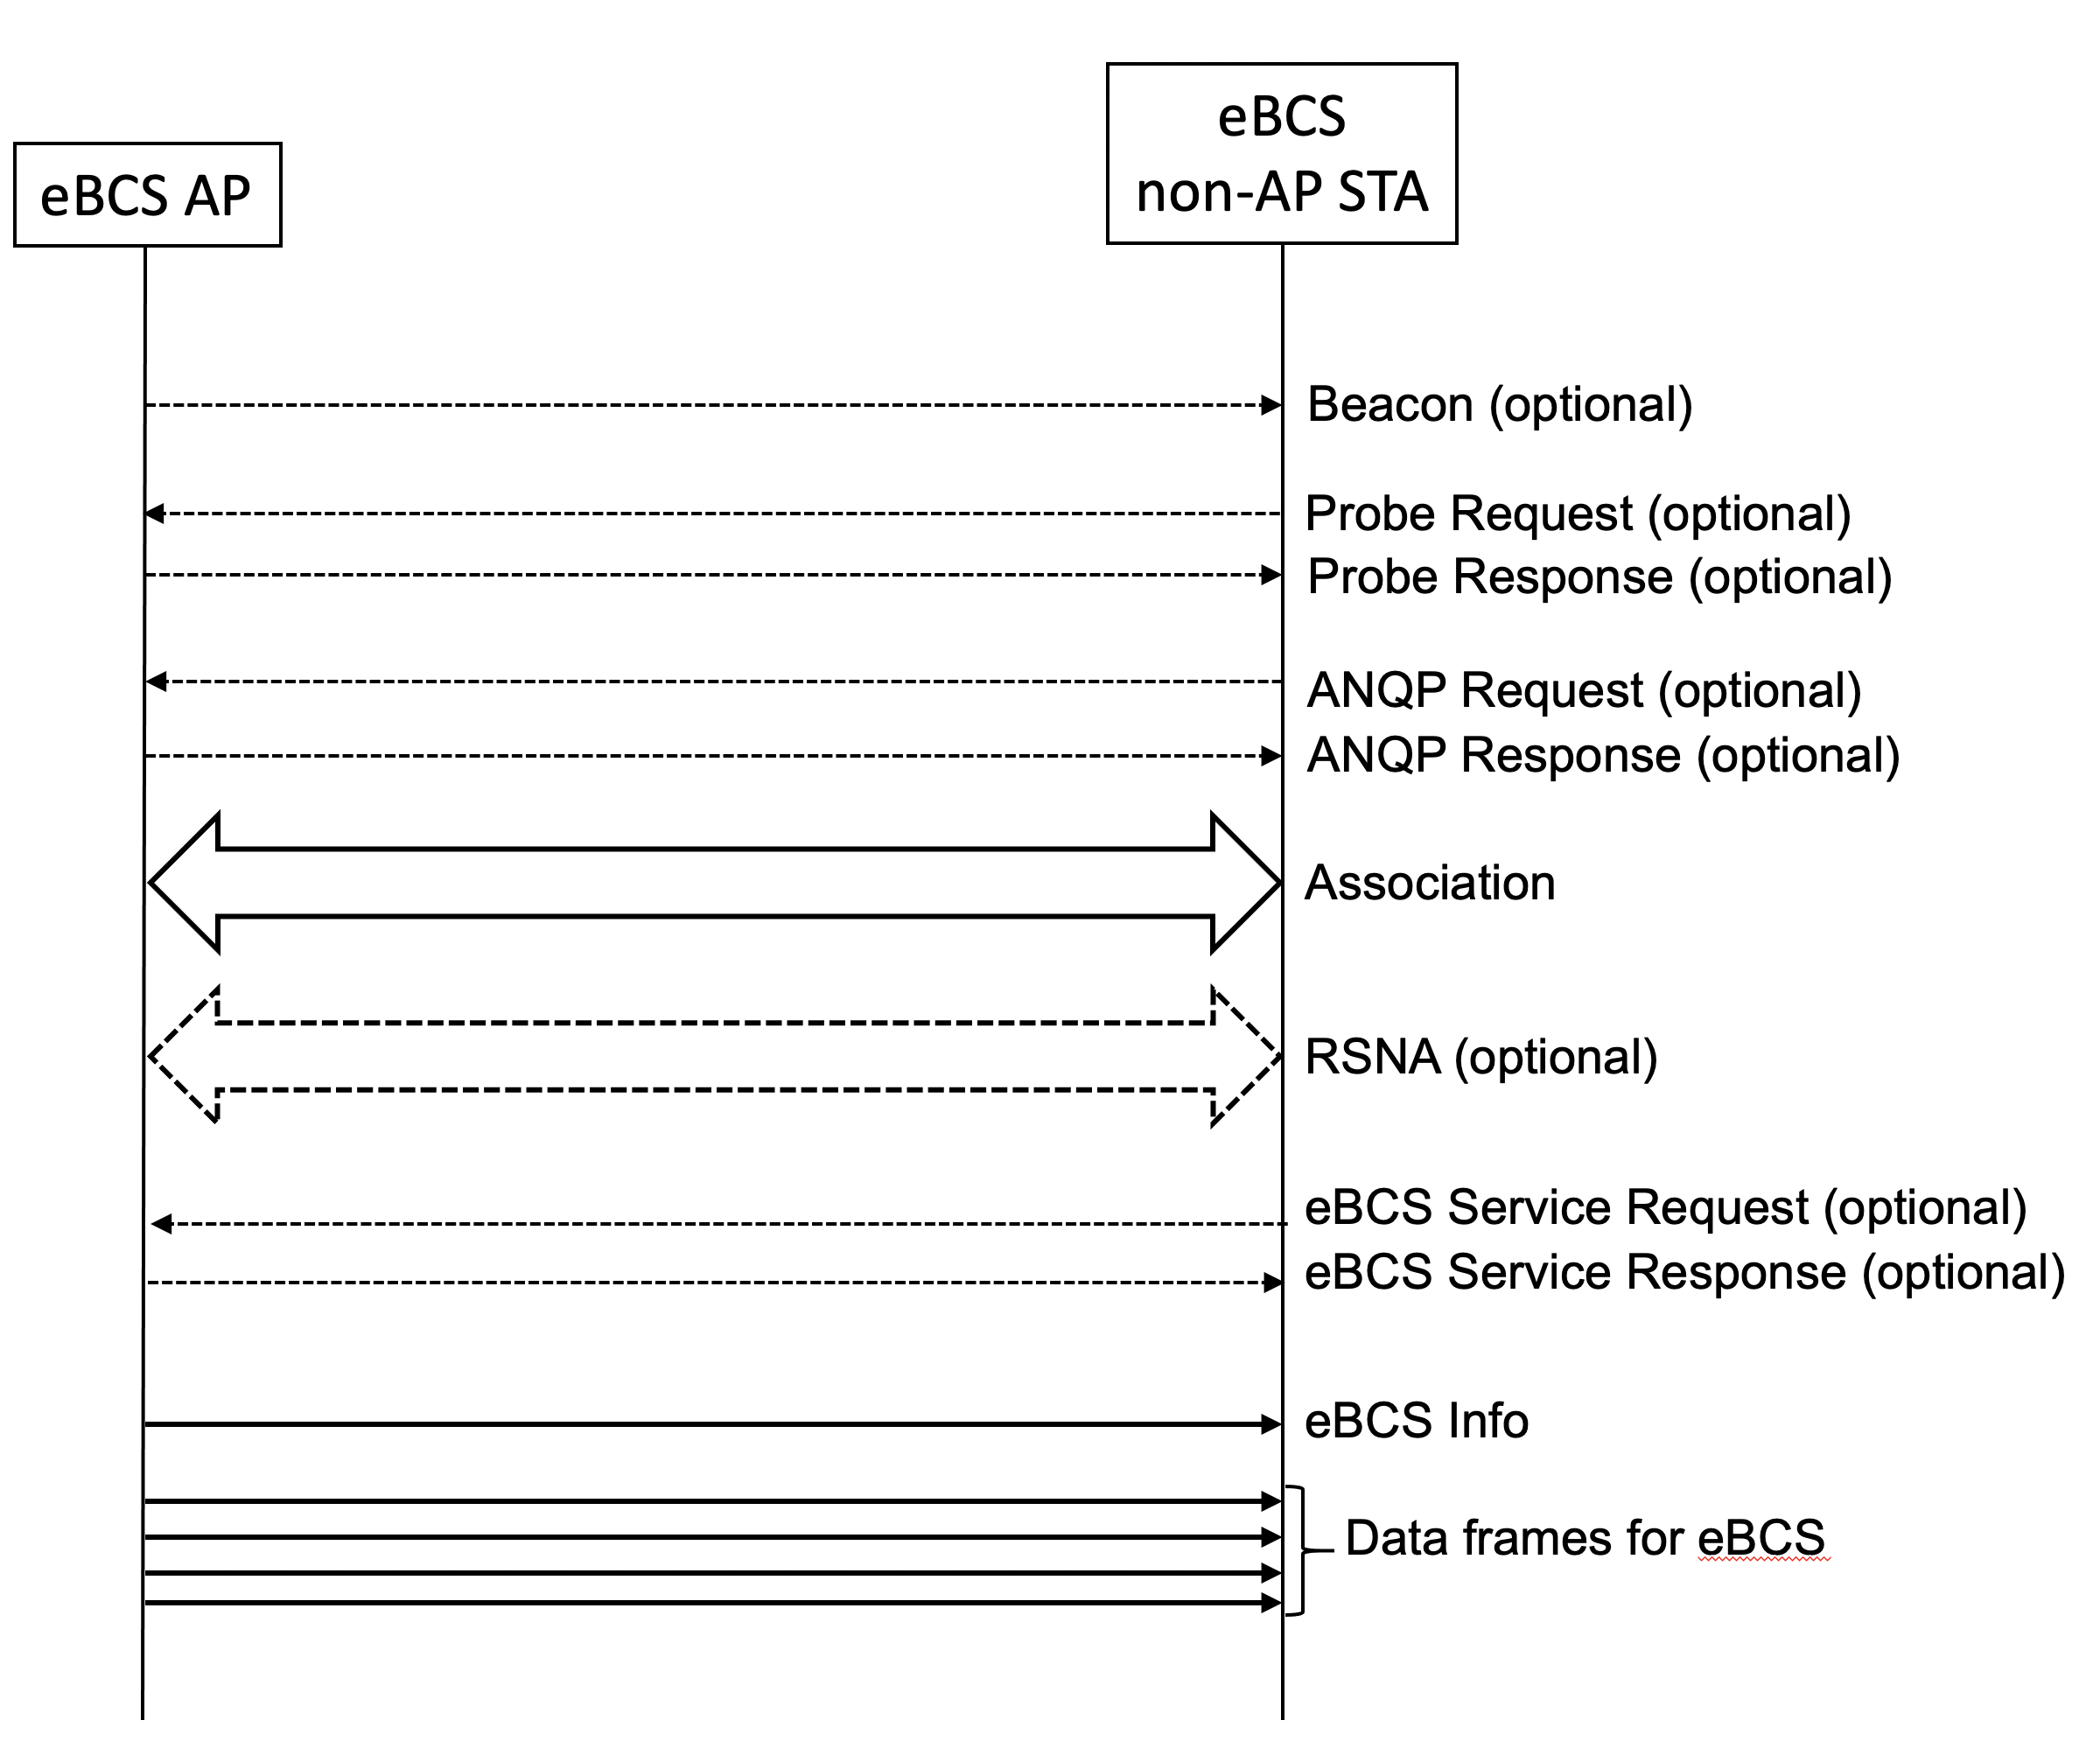 eBCS AP
eBCS
non-AP STA
Beacon (optional)
Probe Request (optional)
Probe Response (optional)
ANQP Request (optional)
ANQP Response (optional)
Association
RSNA (optional)
eBCS Service Request (optional)
eBCS Service Response (optional)
eBCS Info
Data frames for eBCS